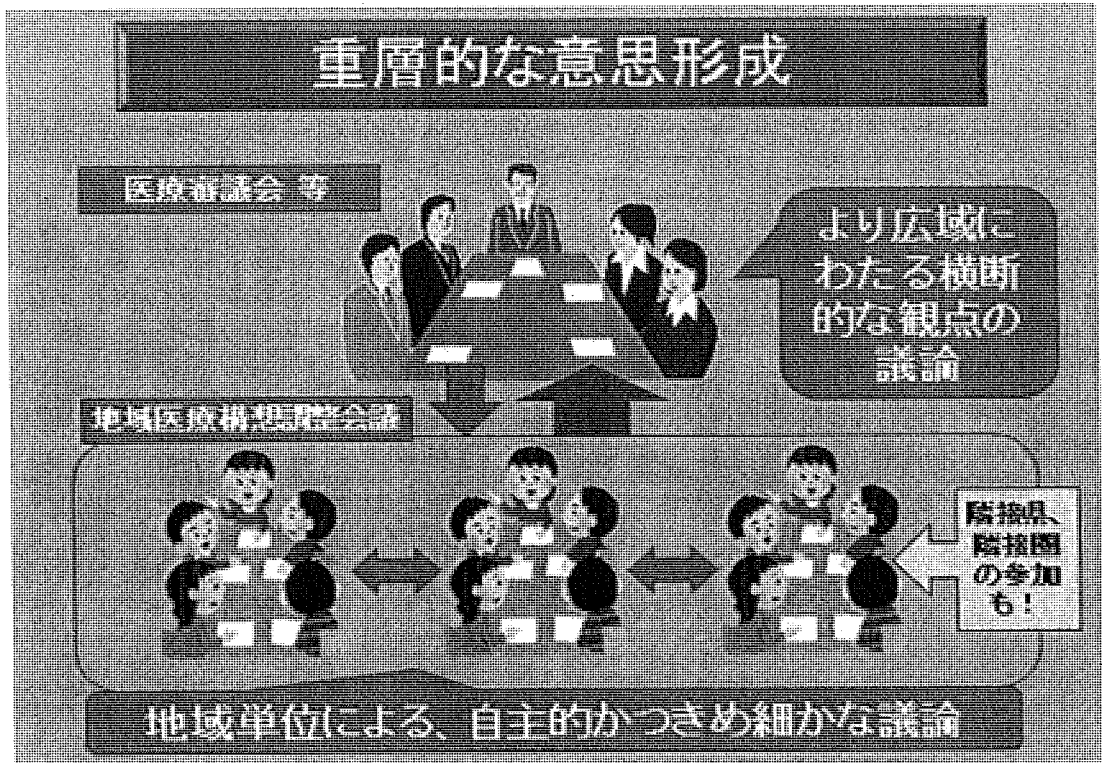 重層的な意思形成
医療審議会 等
より広域に
わたる横断
的な観点の
議論
地域医療構想調整会議
隣接県、
隣接圏
の参加
も!
地域単位による、自主的かつきめ細かな議論